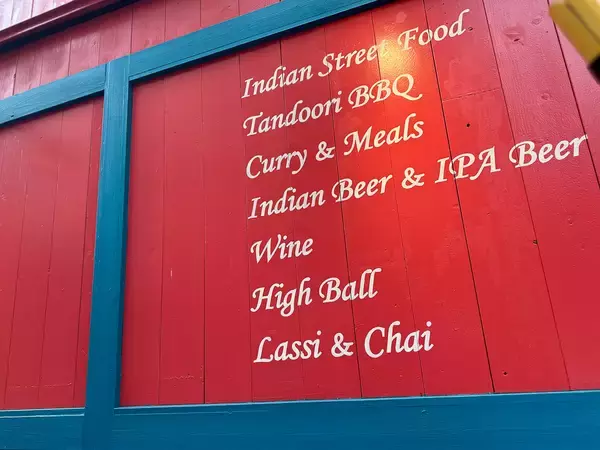 Indian Street Food
Tandoori BBQ
Curry & Meals
Indian Beer & IPA Beer
Wine
High Ball
Lassi & Chai